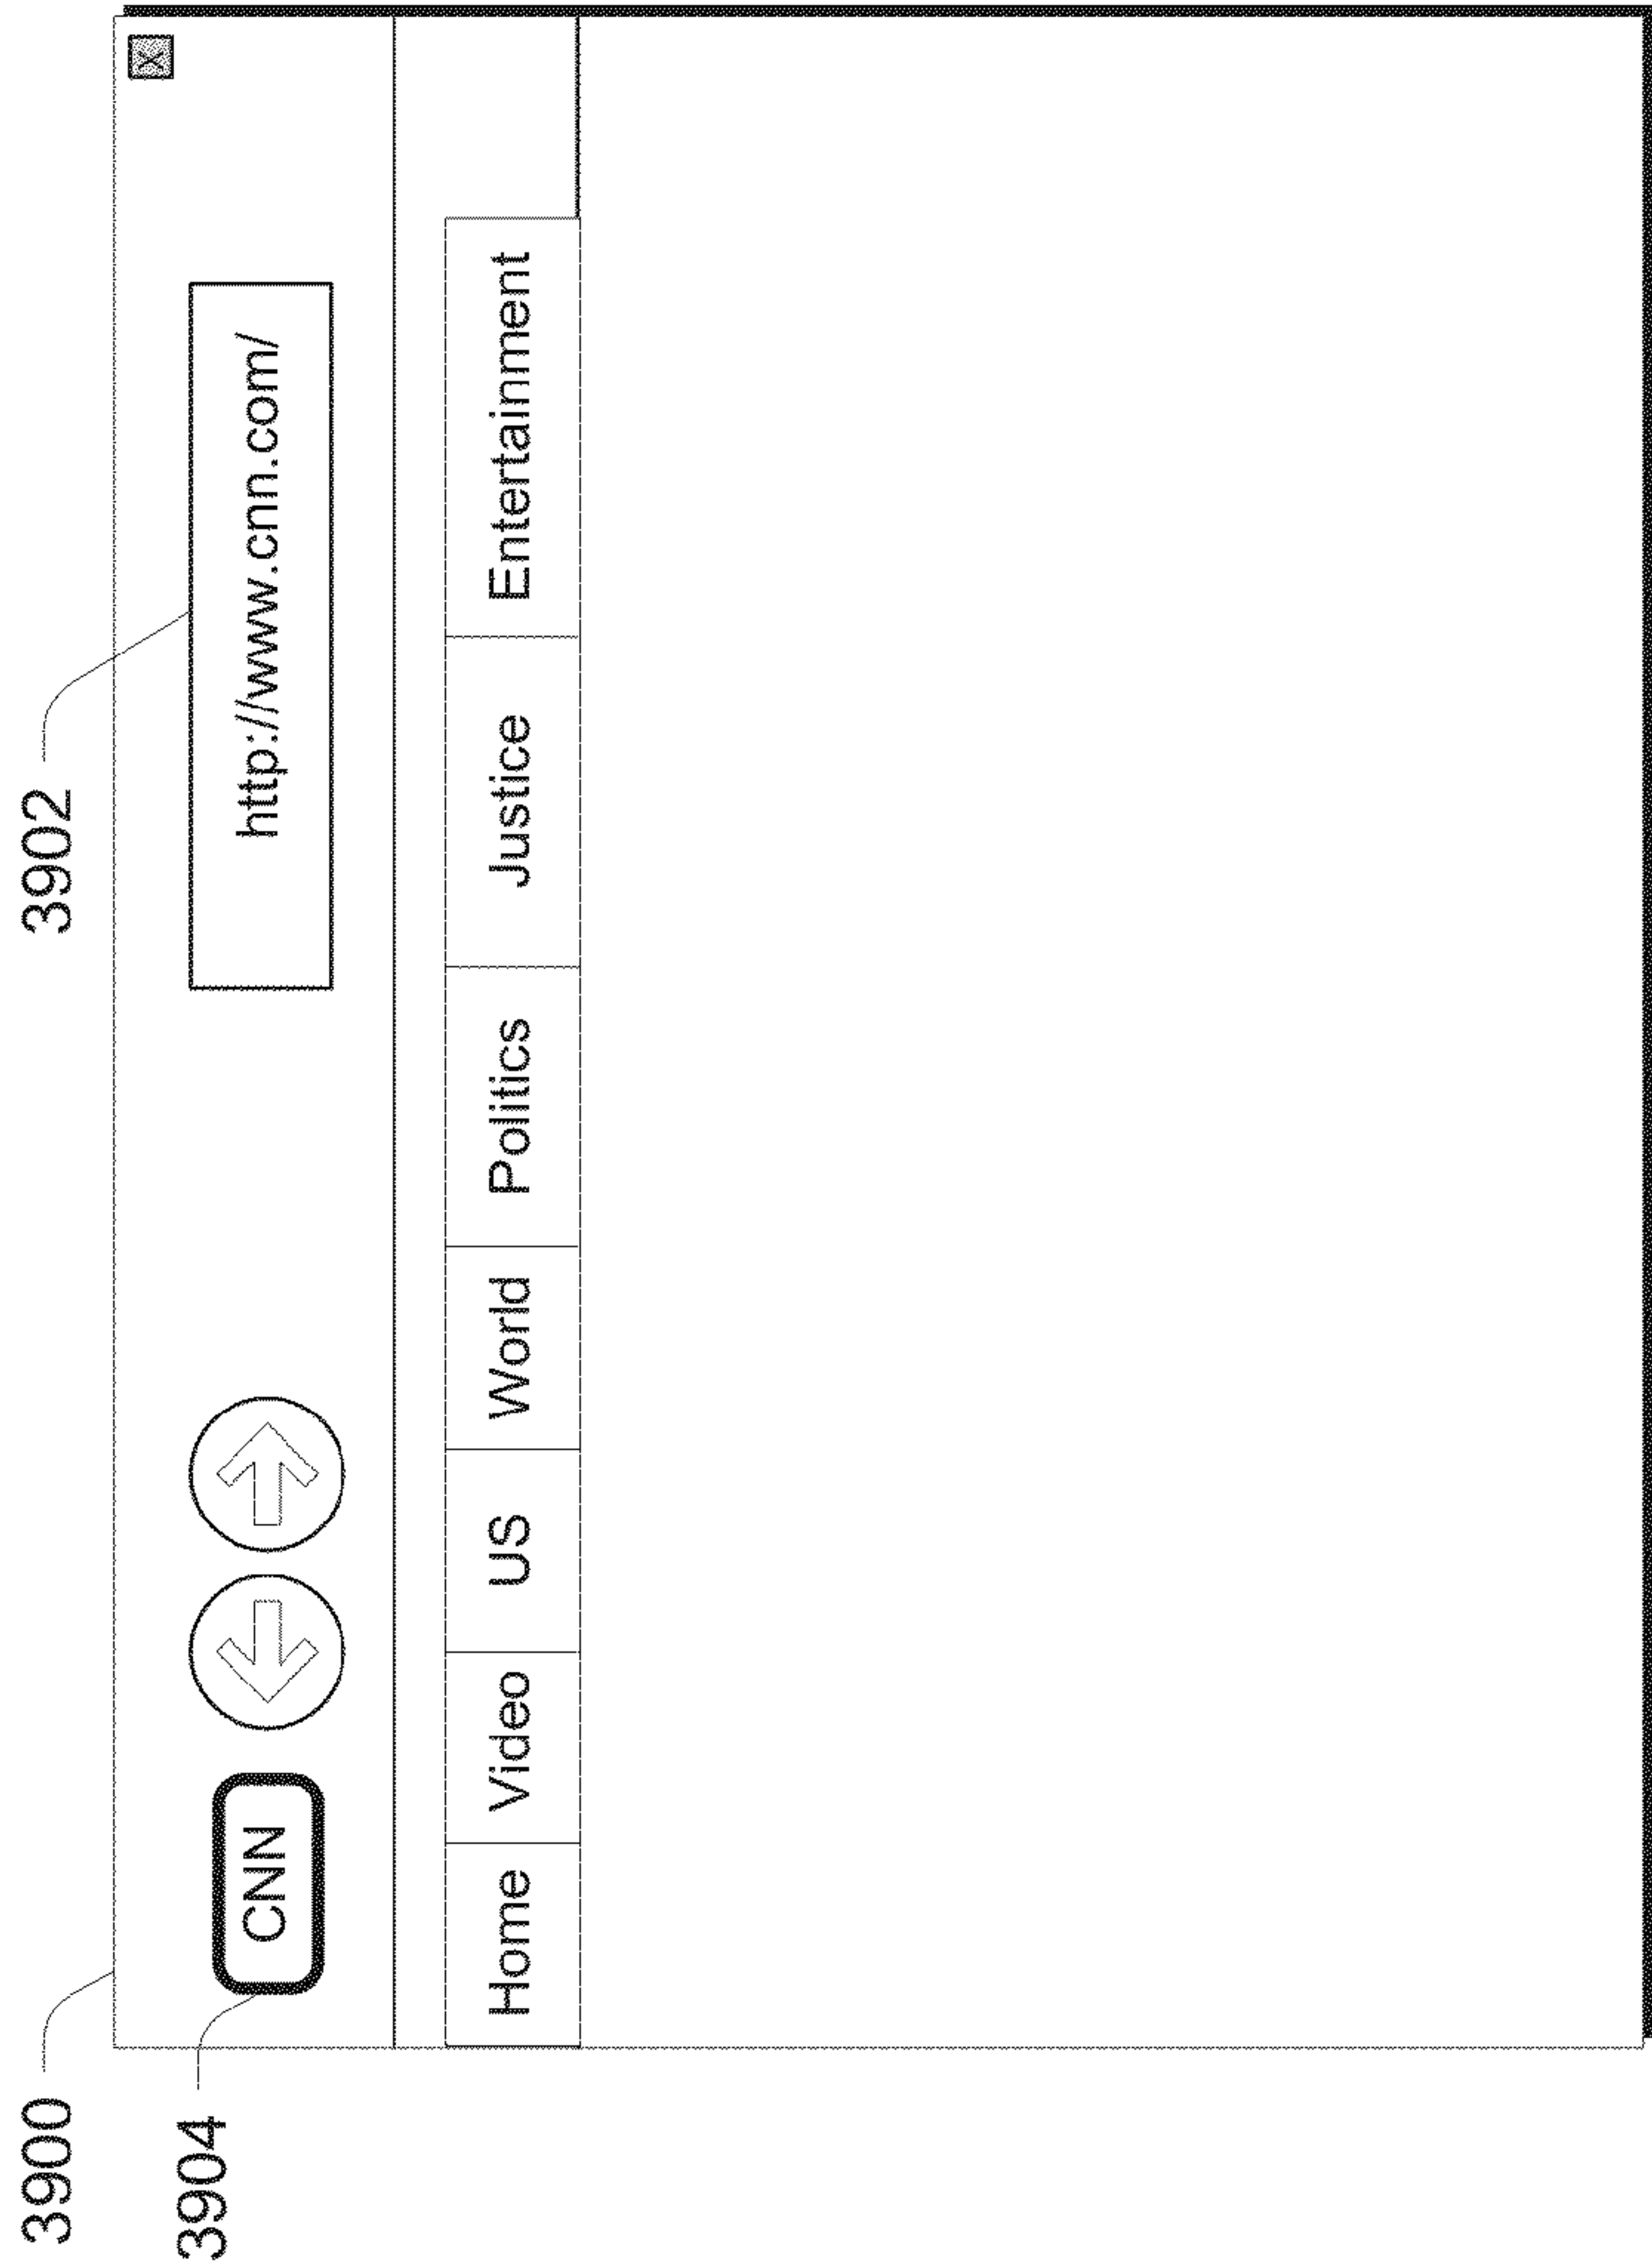 3900
3902
3904
X
CNN
http://www.cnn.com/
Home Video US World Politics Justice Entertainment